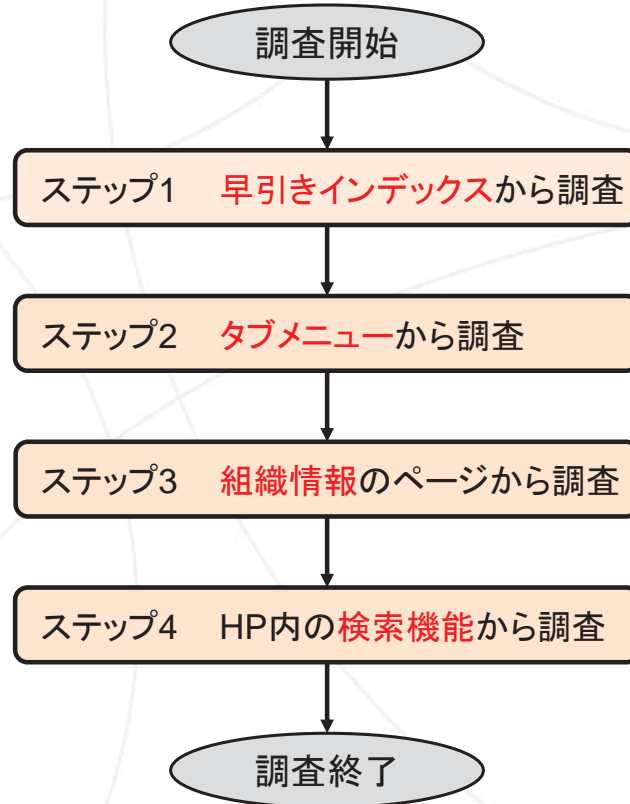 調査開始
ステップ1 早引きインデックスから調査
ステップ2 タブメニューから調査
ステップ3 組織情報のページから調査
ステップ4 HP内の検索機能から調査
調査終了